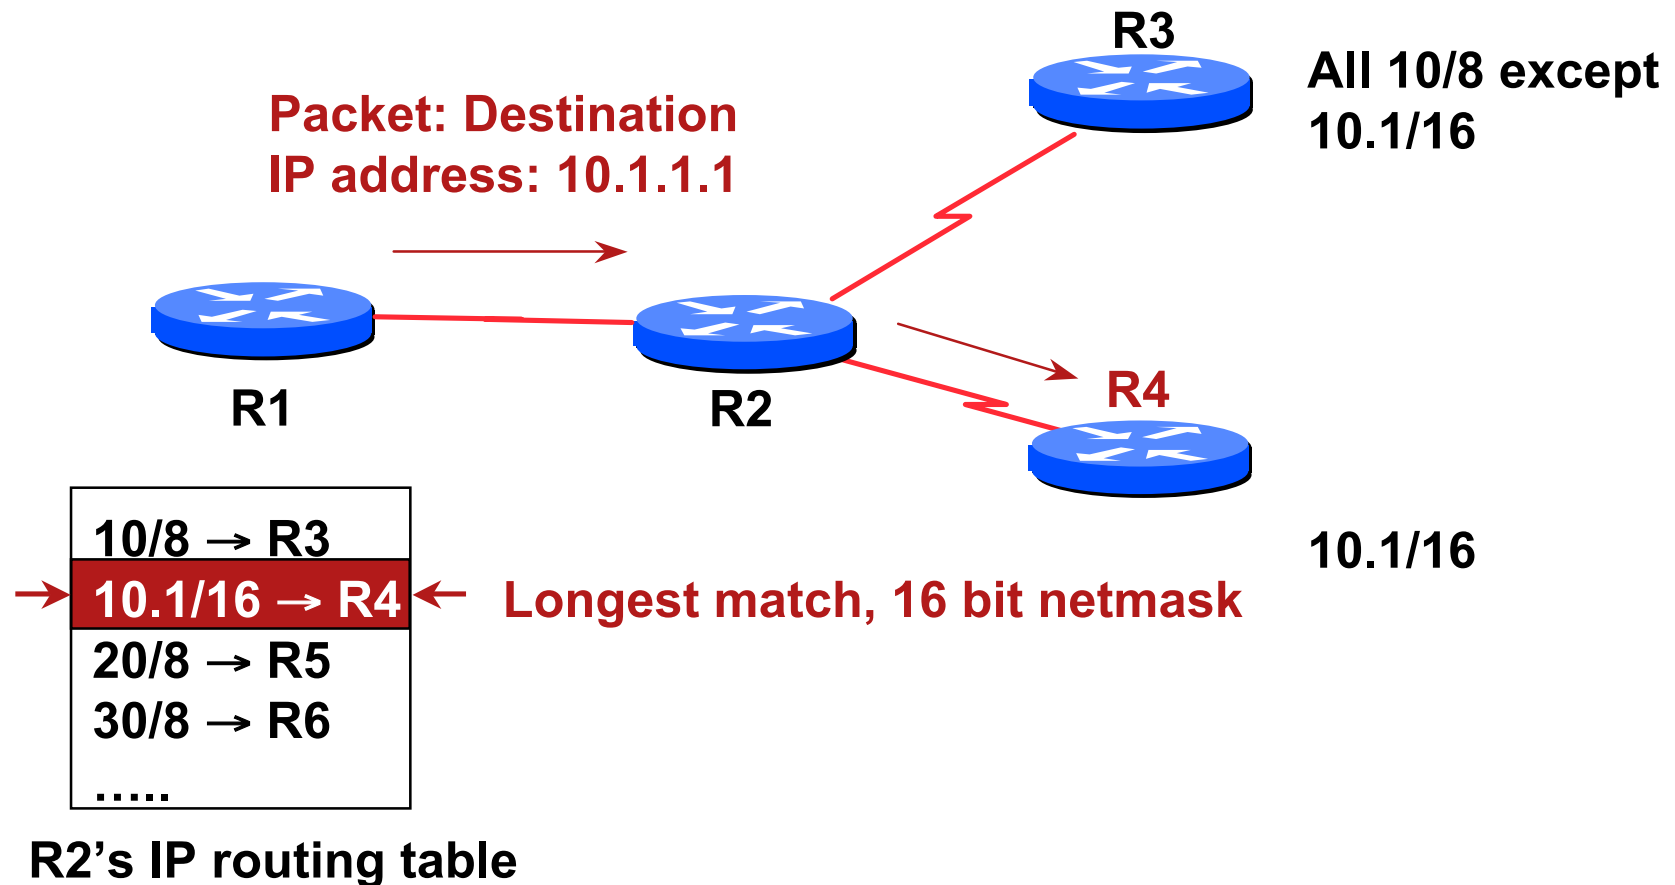 R3
All 10/8 except
10.1/16
Packet: Destination
IP address: 10.1.1.1
R1
R2
R4
10.1/16
10/8 → R3
10.1/16 → R4
Longest match, 16 bit netmask
20/8 → R5
30/8 → R6
…..
R2’s IP routing table